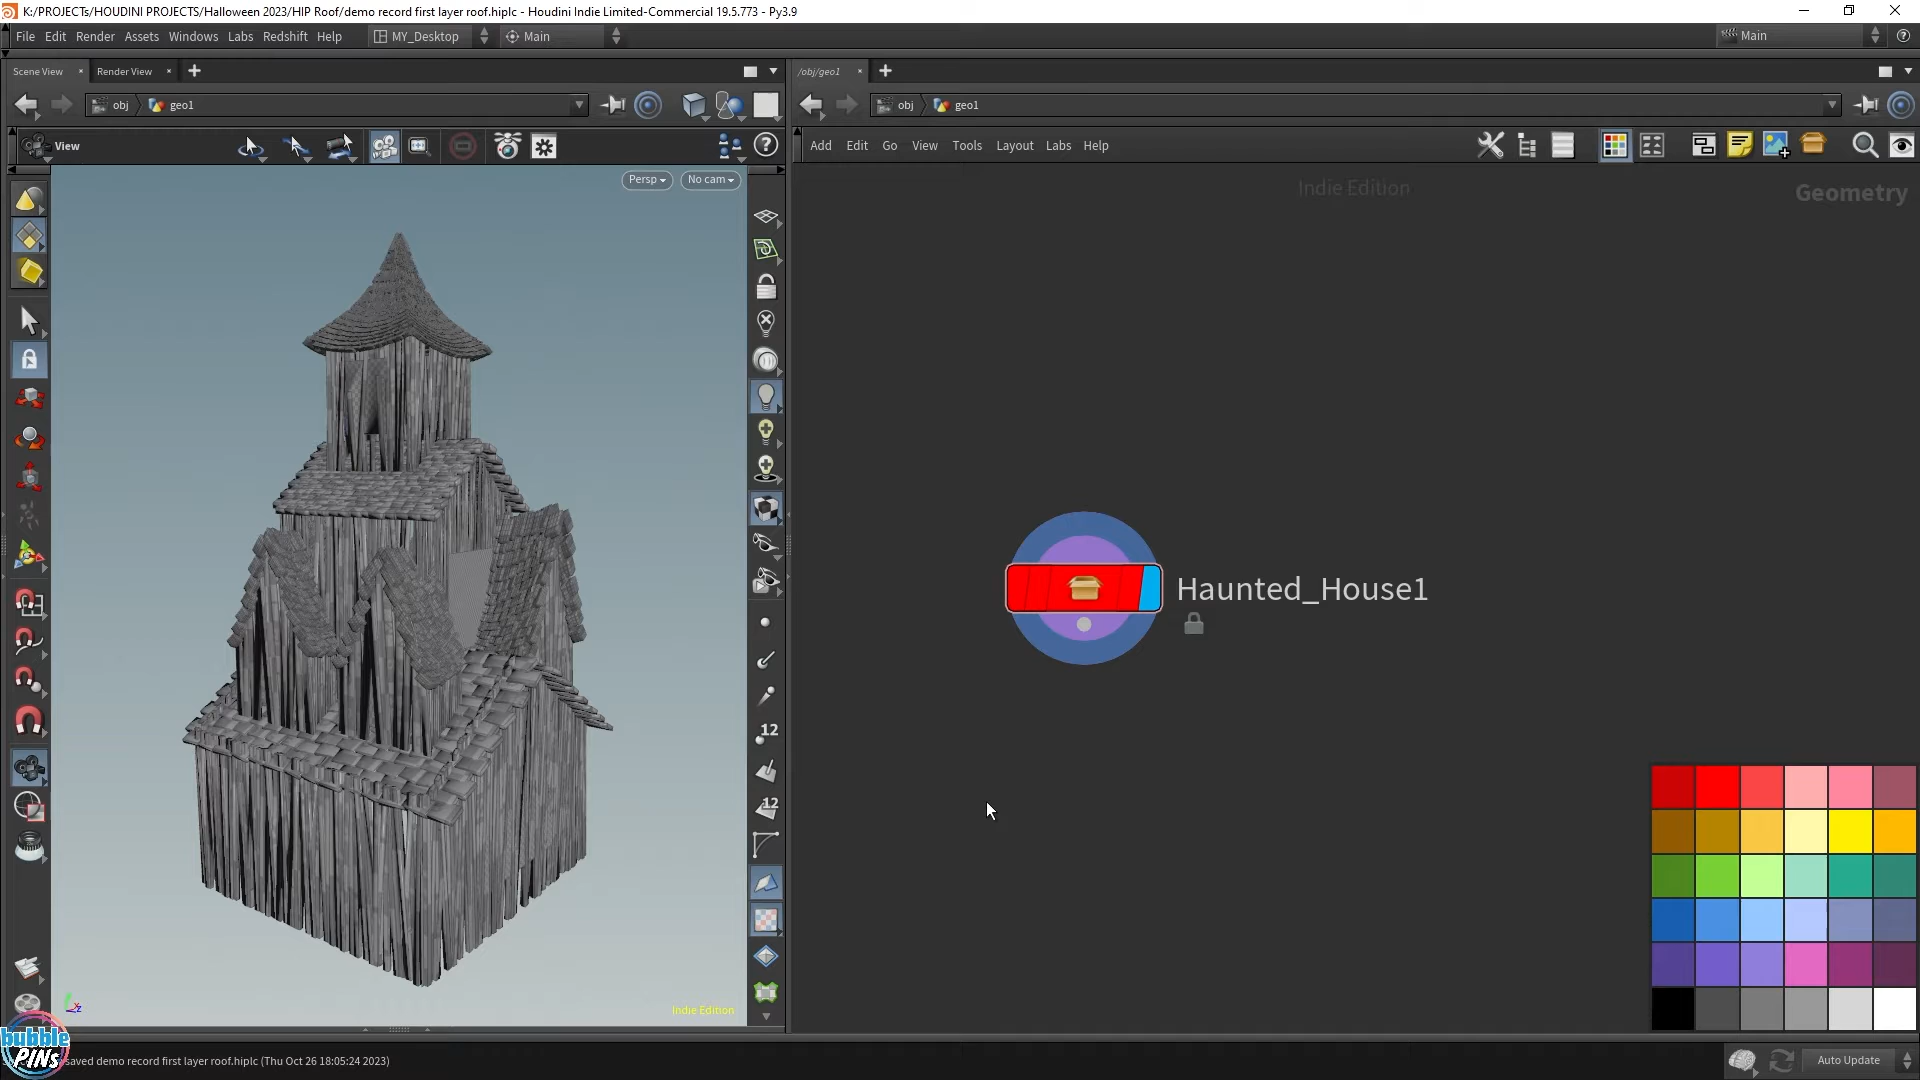 K:/PROJECTs/HOUDINI PROJECTS/Halloween 2023/HIP Roof/demo record first layer roof.hiplc - Houdini Indie Limited-Commercial 19.5.773 - Py3.9
File Edit Render Assets Windows Labs Redshift Help MY_Desktop Main Main
Scene View Render View /obj/geo1
obj geo1 obj geo1
View Add Edit Go View Tools Layout Labs Help
Persp No cam Indie Edition Geometry
Haunted_House1
12
12
Indie Edition
bubble
PINs
saved demo record first layer roof.hiplc (Thu Oct 26 18:05:24 2023) Auto Update